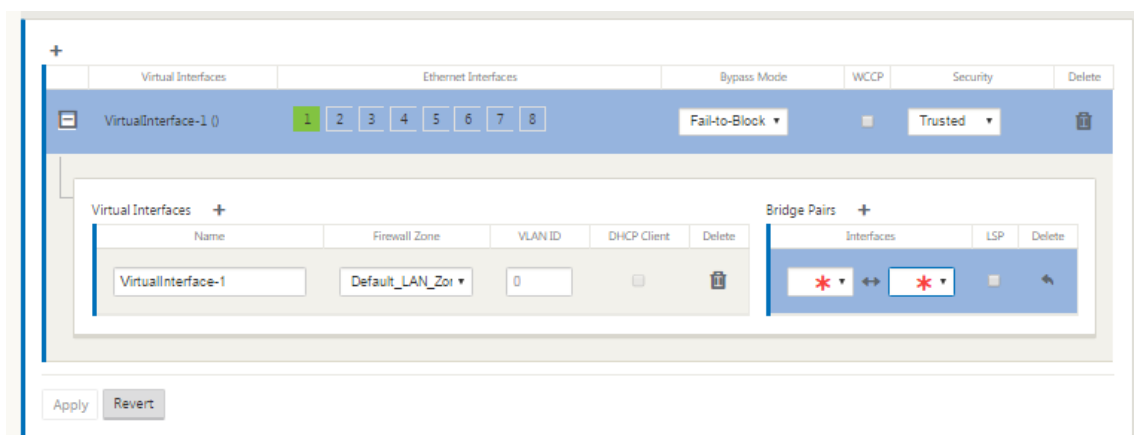 +
Virtual Interfaces Ethernet Interfaces Bypass Mode WCCP Security Delete
VirtualInterface-1 () 1 2 3 4 5 6 7 8 Fail-to-Block Trusted
Virtual Interfaces + Bridge Pairs +
Name Firewall Zone VLAN ID DHCP Client Delete Interfaces LSP Delete
VirtualInterface-1 Default_LAN_Zo 0 * *
Apply Revert